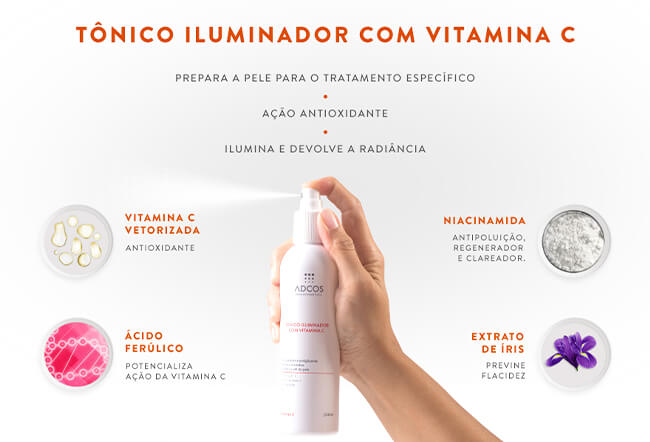 TÔNICO ILUMINADOR COM VITAMINA C
PREPARA A PELE PARA O TRATAMENTO ESPECÍFICO
AÇÃO ANTIOXIDANTE
ILUMINA E DEVOLVE A RADIÂNCIA
VITAMINA C
VETORIZADA
ANTIOXIDANTE
ÁCIDO
FERÚLICO
POTENCIALIZA
AÇÃO DA VITAMINA C
ADCOS
TÔNICO ILUMINADOR
COM VITAMINA C
NIACINAMIDA
ANTIPOLUIÇÃO,
REGENERADOR
E CLAREADOR.
EXTRATO
DE ÍRIS
PREVINE
FLACIDEZ